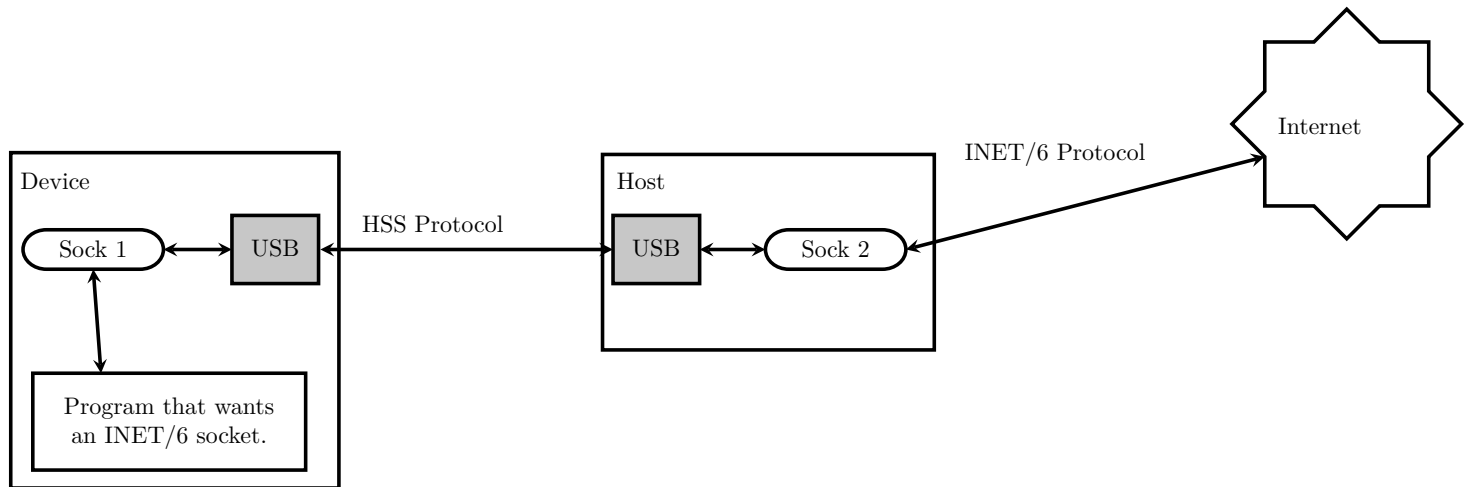 Device
Sock 1
USB
Program that wants
an INET/6 socket.
HSS Protocol
Host
USB
Sock 2
INET/6 Protocol
Internet